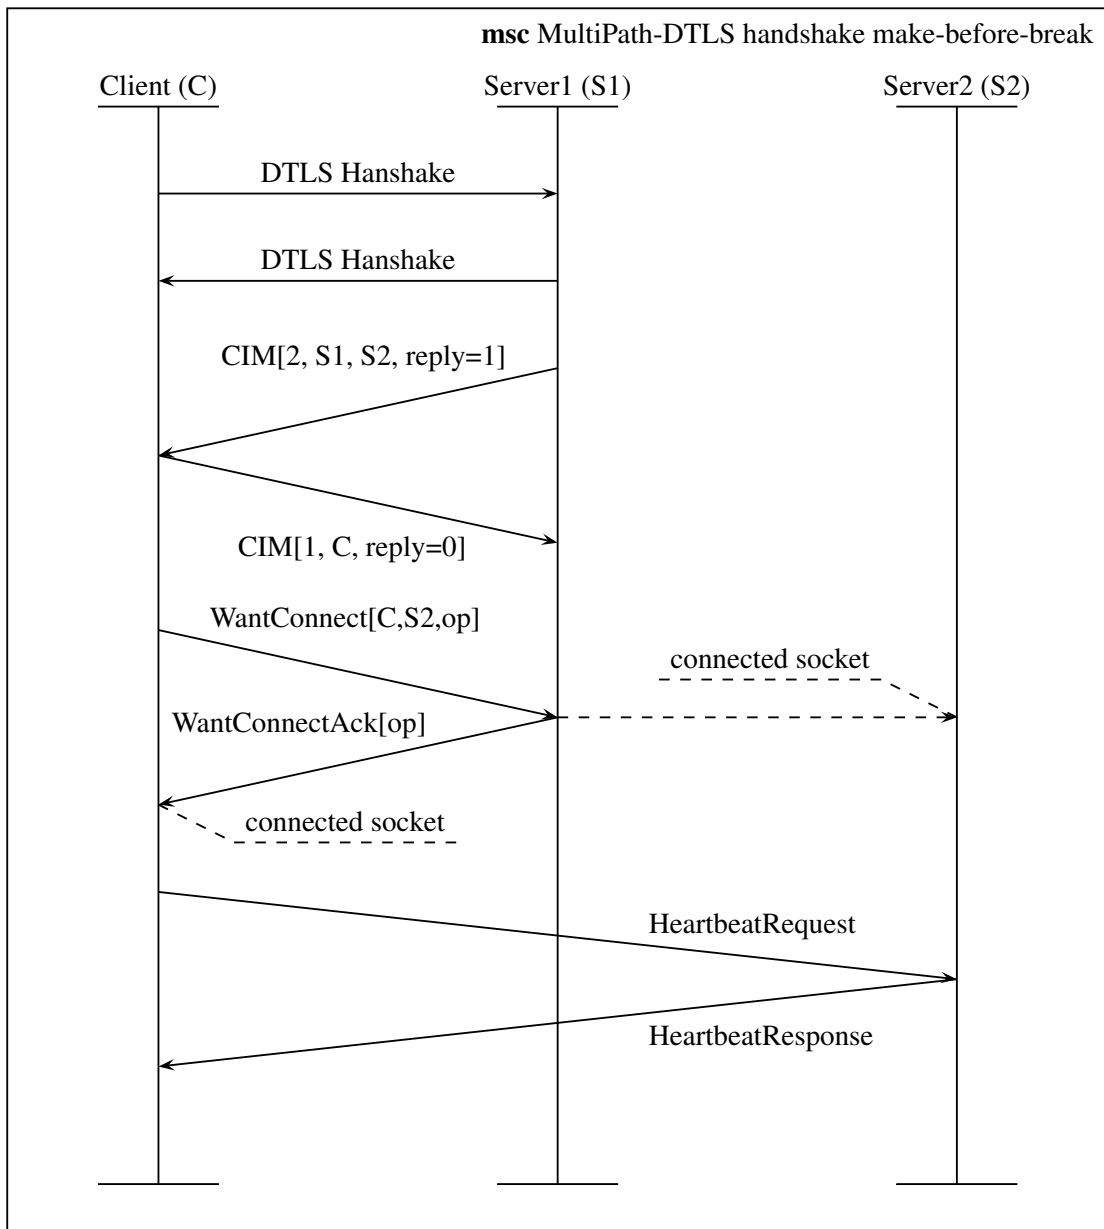 msc MultiPath-DTLS handshake make-before-break
Client (C)
Server1 (S1)
Server2 (S2)
DTLS Hanshake
DTLS Hanshake
CIM[2, S1, S2, reply=1]
CIM[1, C, reply=0]
WantConnect[C,S2,op]
connected socket
WantConnectAck[op]
connected socket
HeartbeatRequest
HeartbeatResponse